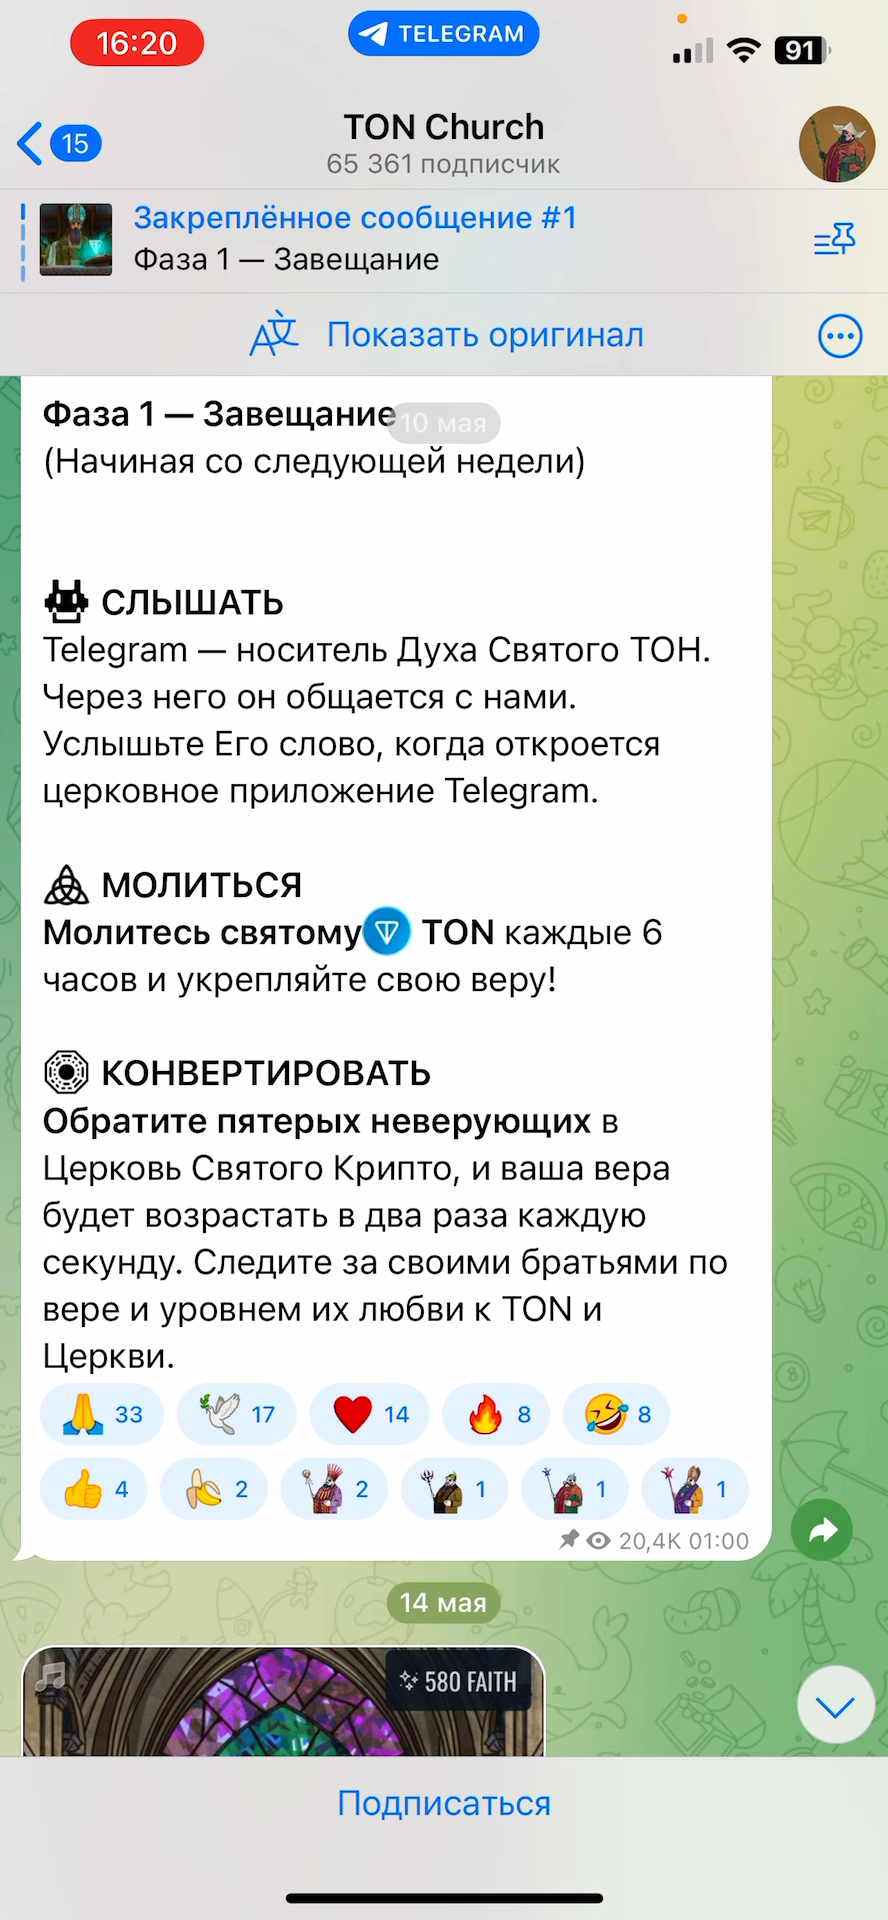 16:20
TELEGRAM
91
15
TON Church
65 361 подписчик
Закреплённое сообщение #1
Фаза 1 — Завещание
Показать оригинал
Фаза 1 — Завещание
10 мая
(Начиная со следующей недели)
СЛЫШАТЬ
Telegram — носитель Духа Святого ТОН.
Через него он общается с нами.
Услышьте Его слово, когда откроется
церковное приложение Telegram.
МОЛИТЬСЯ
Молитесь святому TON каждые 6
часов и укрепляйте свою веру!
КОНВЕРТИРОВАТЬ
Обратите пятерых неверующих в
Церковь Святого Крипто, и ваша вера
будет возрастать в два раза каждую
секунду. Следите за своими братьями по
вере и уровнем их любви к TON и
Церкви.
33 17 14 8 8
4 2 2 1 1 1
20,4K 01:00
14 мая
580 FAITH
Подписаться